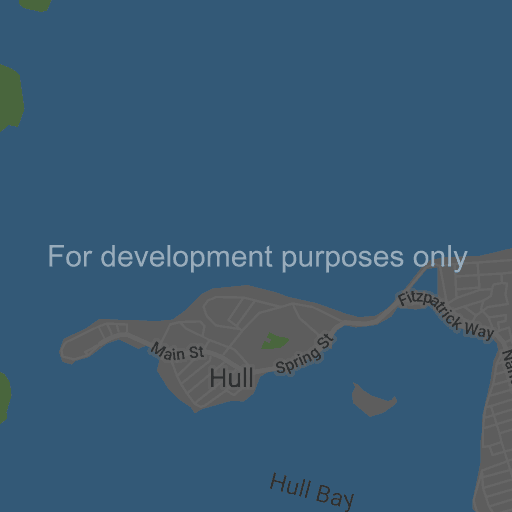 For development purposes only
Fitzpatrick Way
Main St
Spring St
Hull
Hull Bay